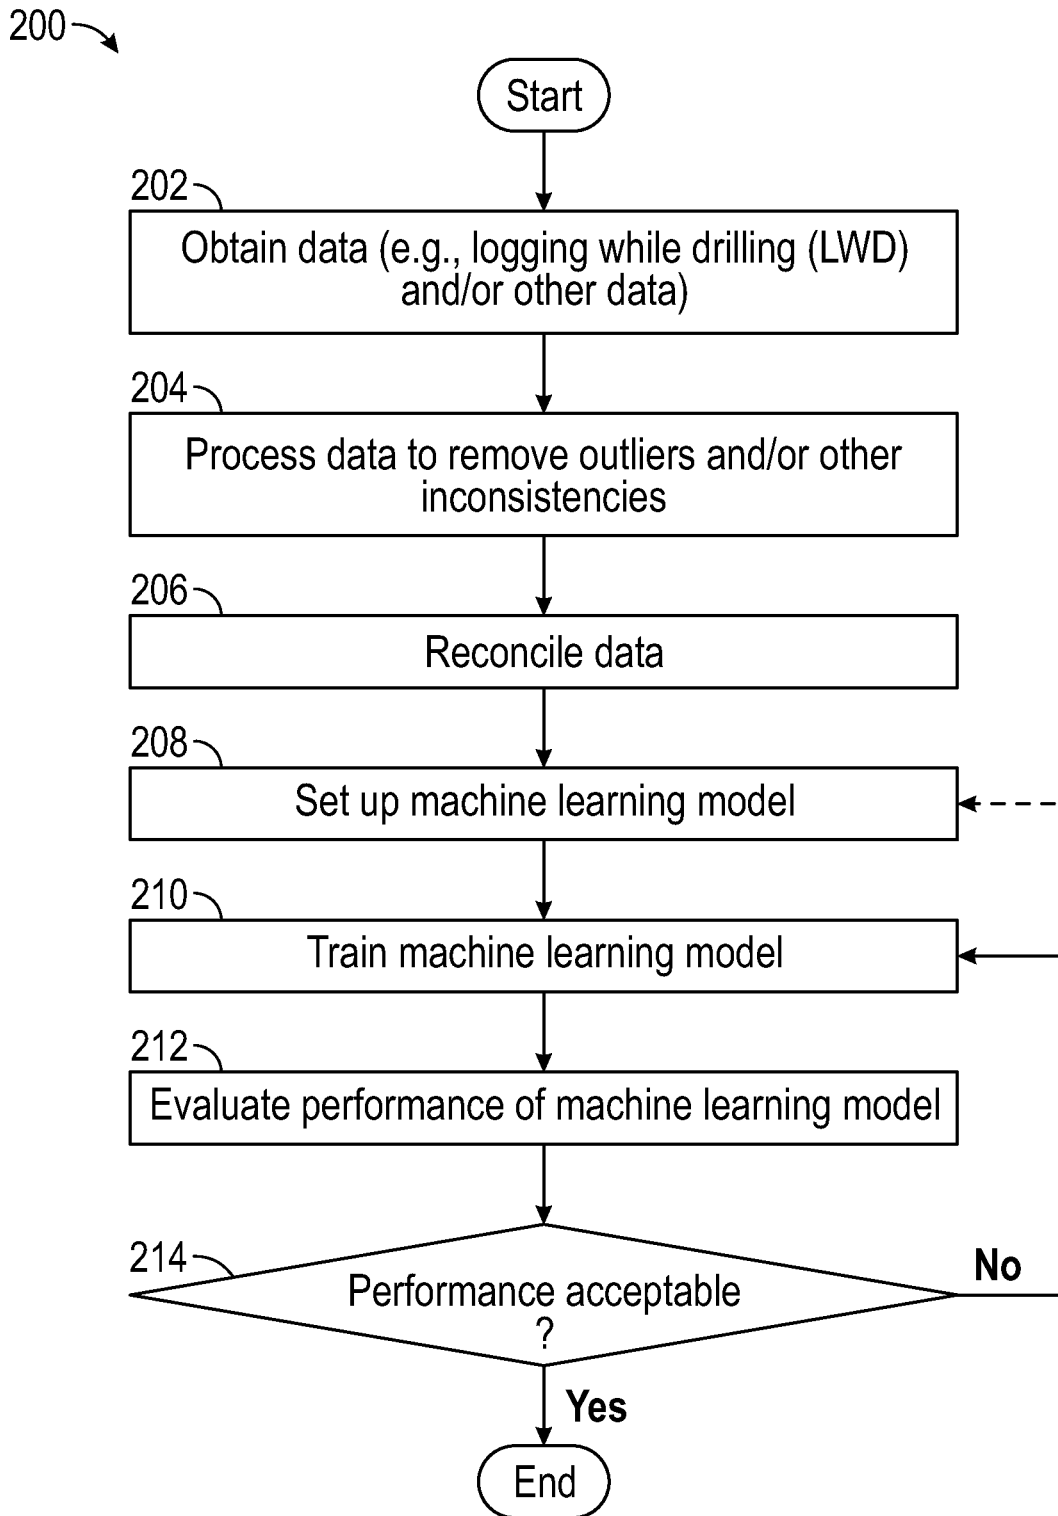 200
Start
202
Obtain data (e.g., logging while drilling (LWD)
and/or other data)
204
Process data to remove outliers and/or other
inconsistencies
206
Reconcile data
208
Set up machine learning model
210
Train machine learning model
212
Evaluate performance of machine learning model
214
Performance acceptable
?
No
Yes
End